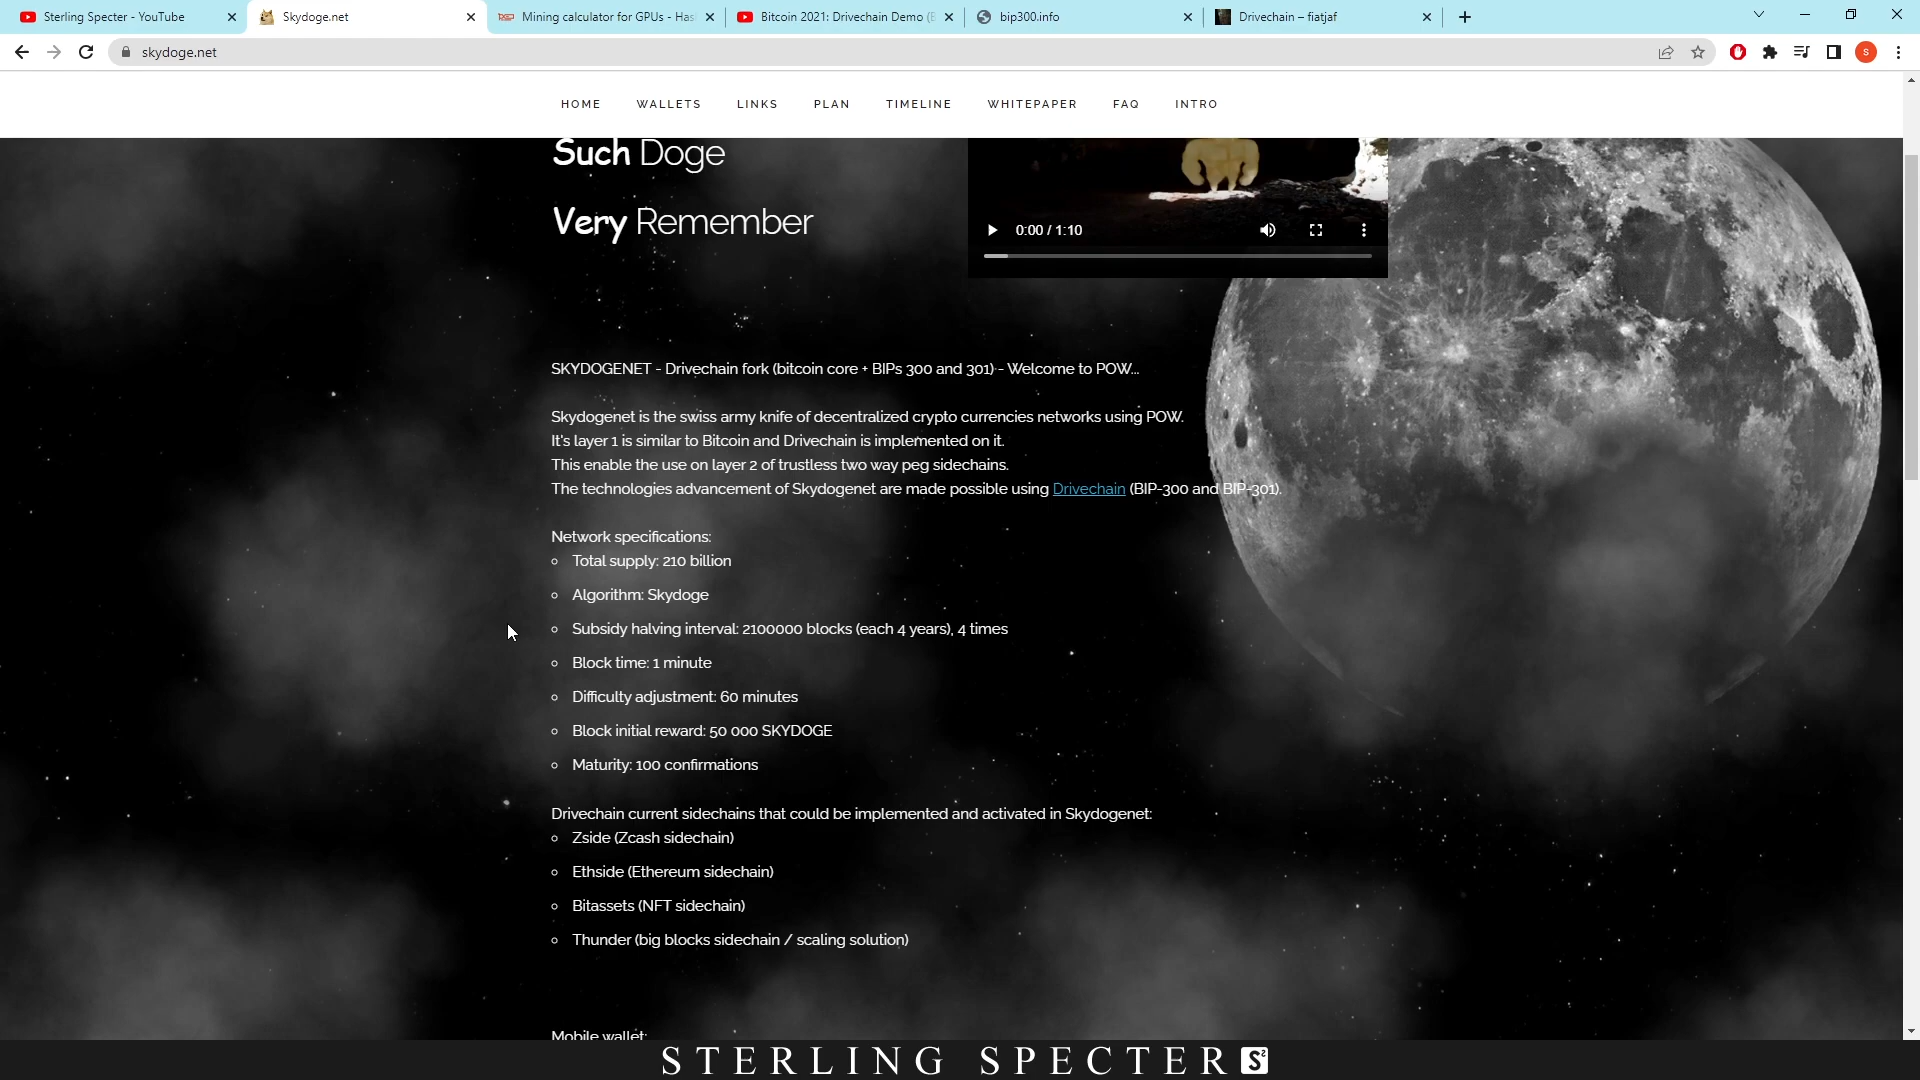 Sterling Specter - YouTube
Skydoge.net
Mining calculator for GPUs - Has
Bitcoin 2021: Drivechain Demo (B
bip300.info
Drivechain – fiatjaf
skydoge.net
S
HOME WALLETS LINKS PLAN TIMELINE WHITEPAPER FAQ INTRO
Such Doge
Very Remember
0:00 / 1:10
SKYDOGENET - Drivechain fork (bitcoin core + BIPs 300 and 301) - Welcome to POW...
Skydogenet is the swiss army knife of decentralized crypto currencies networks using POW.
It's layer 1 is similar to Bitcoin and Drivechain is implemented on it.
This enable the use on layer 2 of trustless two way peg sidechains.
The technologies advancement of Skydogenet are made possible using Drivechain (BIP-300 and BIP-301).
Network specifications:
Total supply: 210 billion
Algorithm: Skydoge
Subsidy halving interval: 2100000 blocks (each 4 years), 4 times
Block time: 1 minute
Difficulty adjustment: 60 minutes
Block initial reward: 50 000 SKYDOGE
Maturity: 100 confirmations
Drivechain current sidechains that could be implemented and activated in Skydogenet:
Zside (Zcash sidechain)
Ethside (Ethereum sidechain)
Bitassets (NFT sidechain)
Thunder (big blocks sidechain / scaling solution)
Mobile wallet:
STERLING SPECTER S²